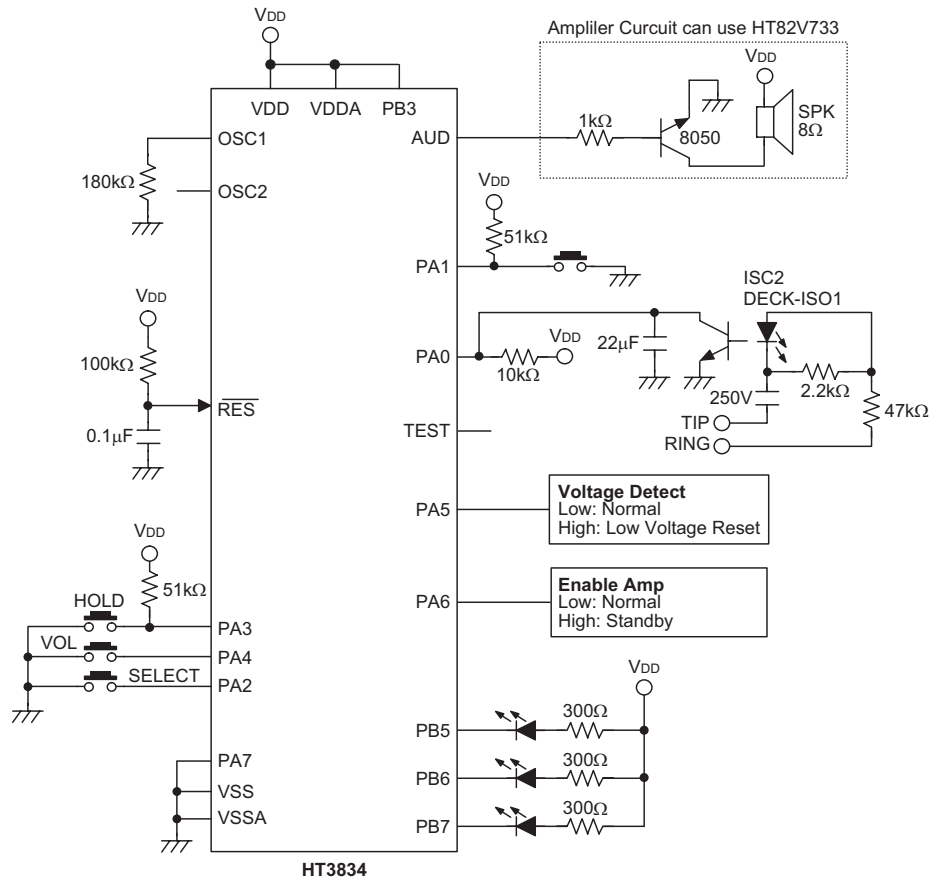 Ampliler Curcuit can use HT82V733
VDD
VDD
VDD VDDA PB3
OSC1
AUD
1kΩ
8050
SPK
8Ω
180kΩ
OSC2
VDD
51kΩ
PA1
ISC2
DECK-ISO1
VDD
100kΩ
PA0
VDD
10kΩ
22μF
250V
2.2kΩ
47kΩ
RES
TIP
RING
0.1μF
TEST
PA5
Voltage Detect
Low: Normal
High: Low Voltage Reset
VDD
51kΩ
HOLD
PA3
PA6
Enable Amp
Low: Normal
High: Standby
VOL
PA4
SELECT
PA2
VDD
PB5
300Ω
PA7
VSS
PB6
300Ω
VSSA
PB7
300Ω
HT3834